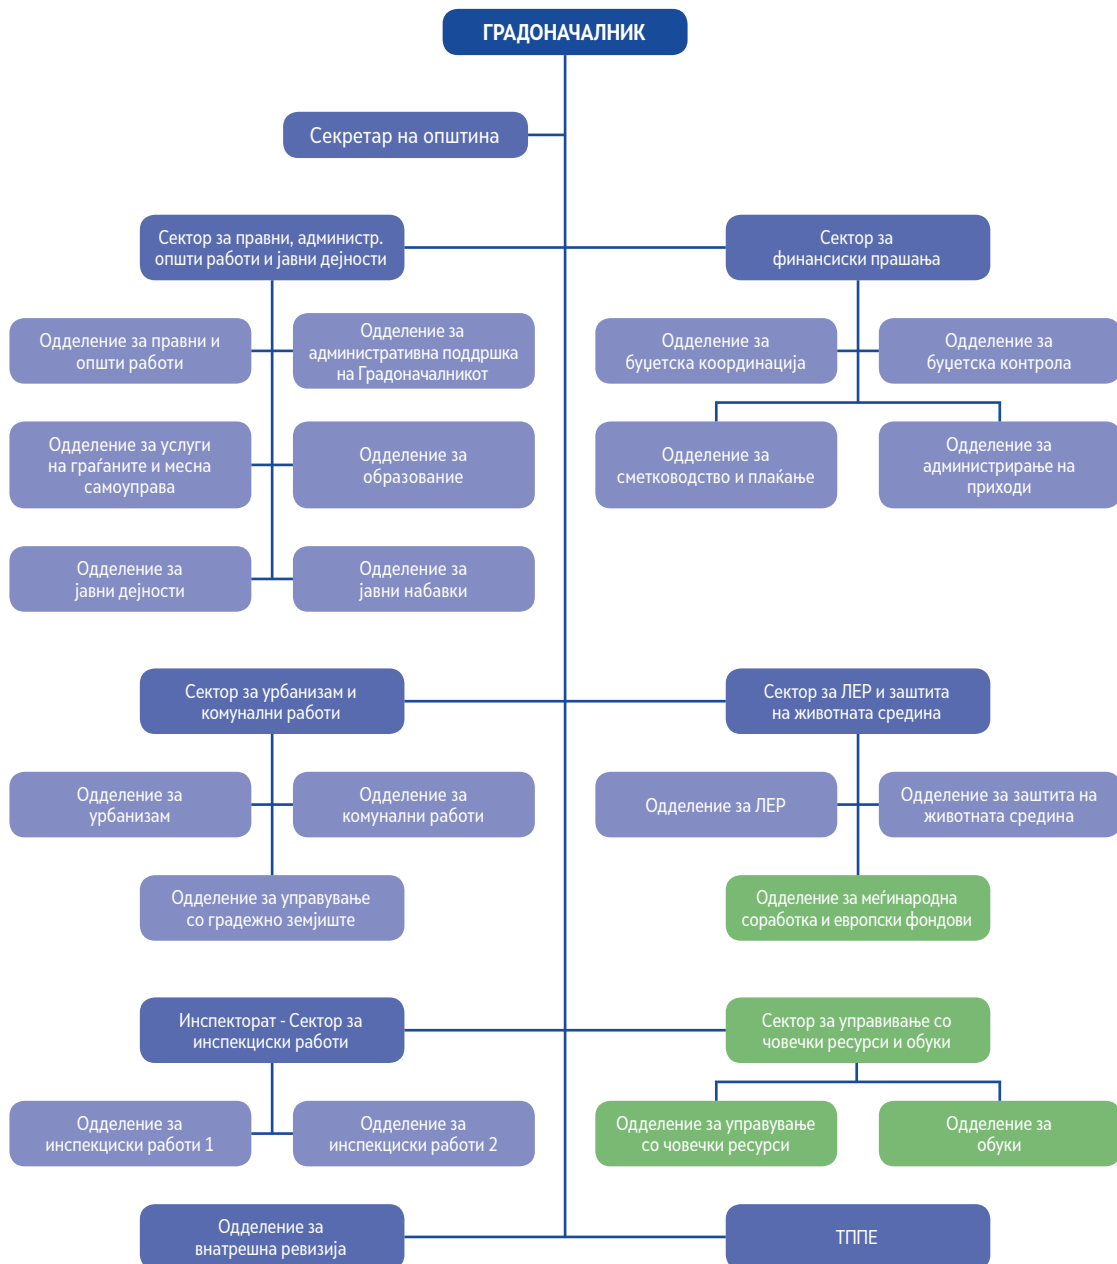 ГРАДОНАЧАЛНИК
Секретар на општина
Сектор за правни, администр.
општи работи и јавни дејности
Сектор за
финансиски прашања
Одделение за правни и
општи работи
Одделение за
административна поддршка
на Градоначалникот
Одделение за
буџетска координација
Одделение за
буџетска контрола
Одделение за услуги
на граѓаните и месна
самоуправа
Одделение за
образование
Одделение за
сметководство и плаќање
Одделение за
администрирање на
приходи
Одделение за
јавни дејности
Одделение за
јавни набавки
Сектор за урбанизам и
комунални работи
Сектор за ЛЕР и заштита
на животната средина
Одделение за
урбанизам
Одделение за
комунални работи
Одделение за ЛЕР
Одделение за заштита на
животната средина
Одделение за управување
со градежно земјиште
Одделение за меѓинародна
соработка и европски фондови
Инспекторат - Сектор за
инспекциски работи
Сектор за управивање со
човечки ресурси и обуки
Одделение за
инспекциски работи 1
Одделение за
инспекциски работи 2
Одделение за управување
со човечки ресурси
Одделение за
обуки
Одделение за
внатрешна ревизија
ТППЕ